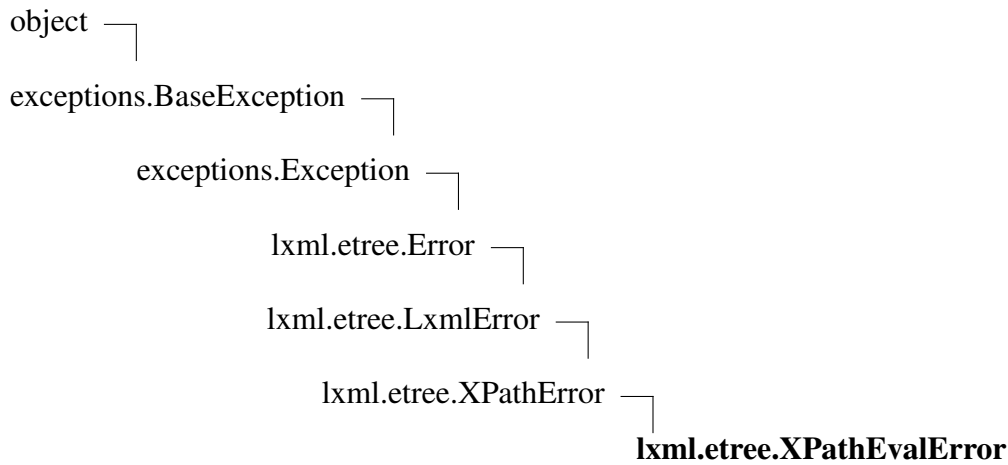 object
exceptions.BaseException
exceptions.Exception
lxml.etree.Error
lxml.etree.LxmlError
lxml.etree.XPathError
lxml.etree.XPathEvalError